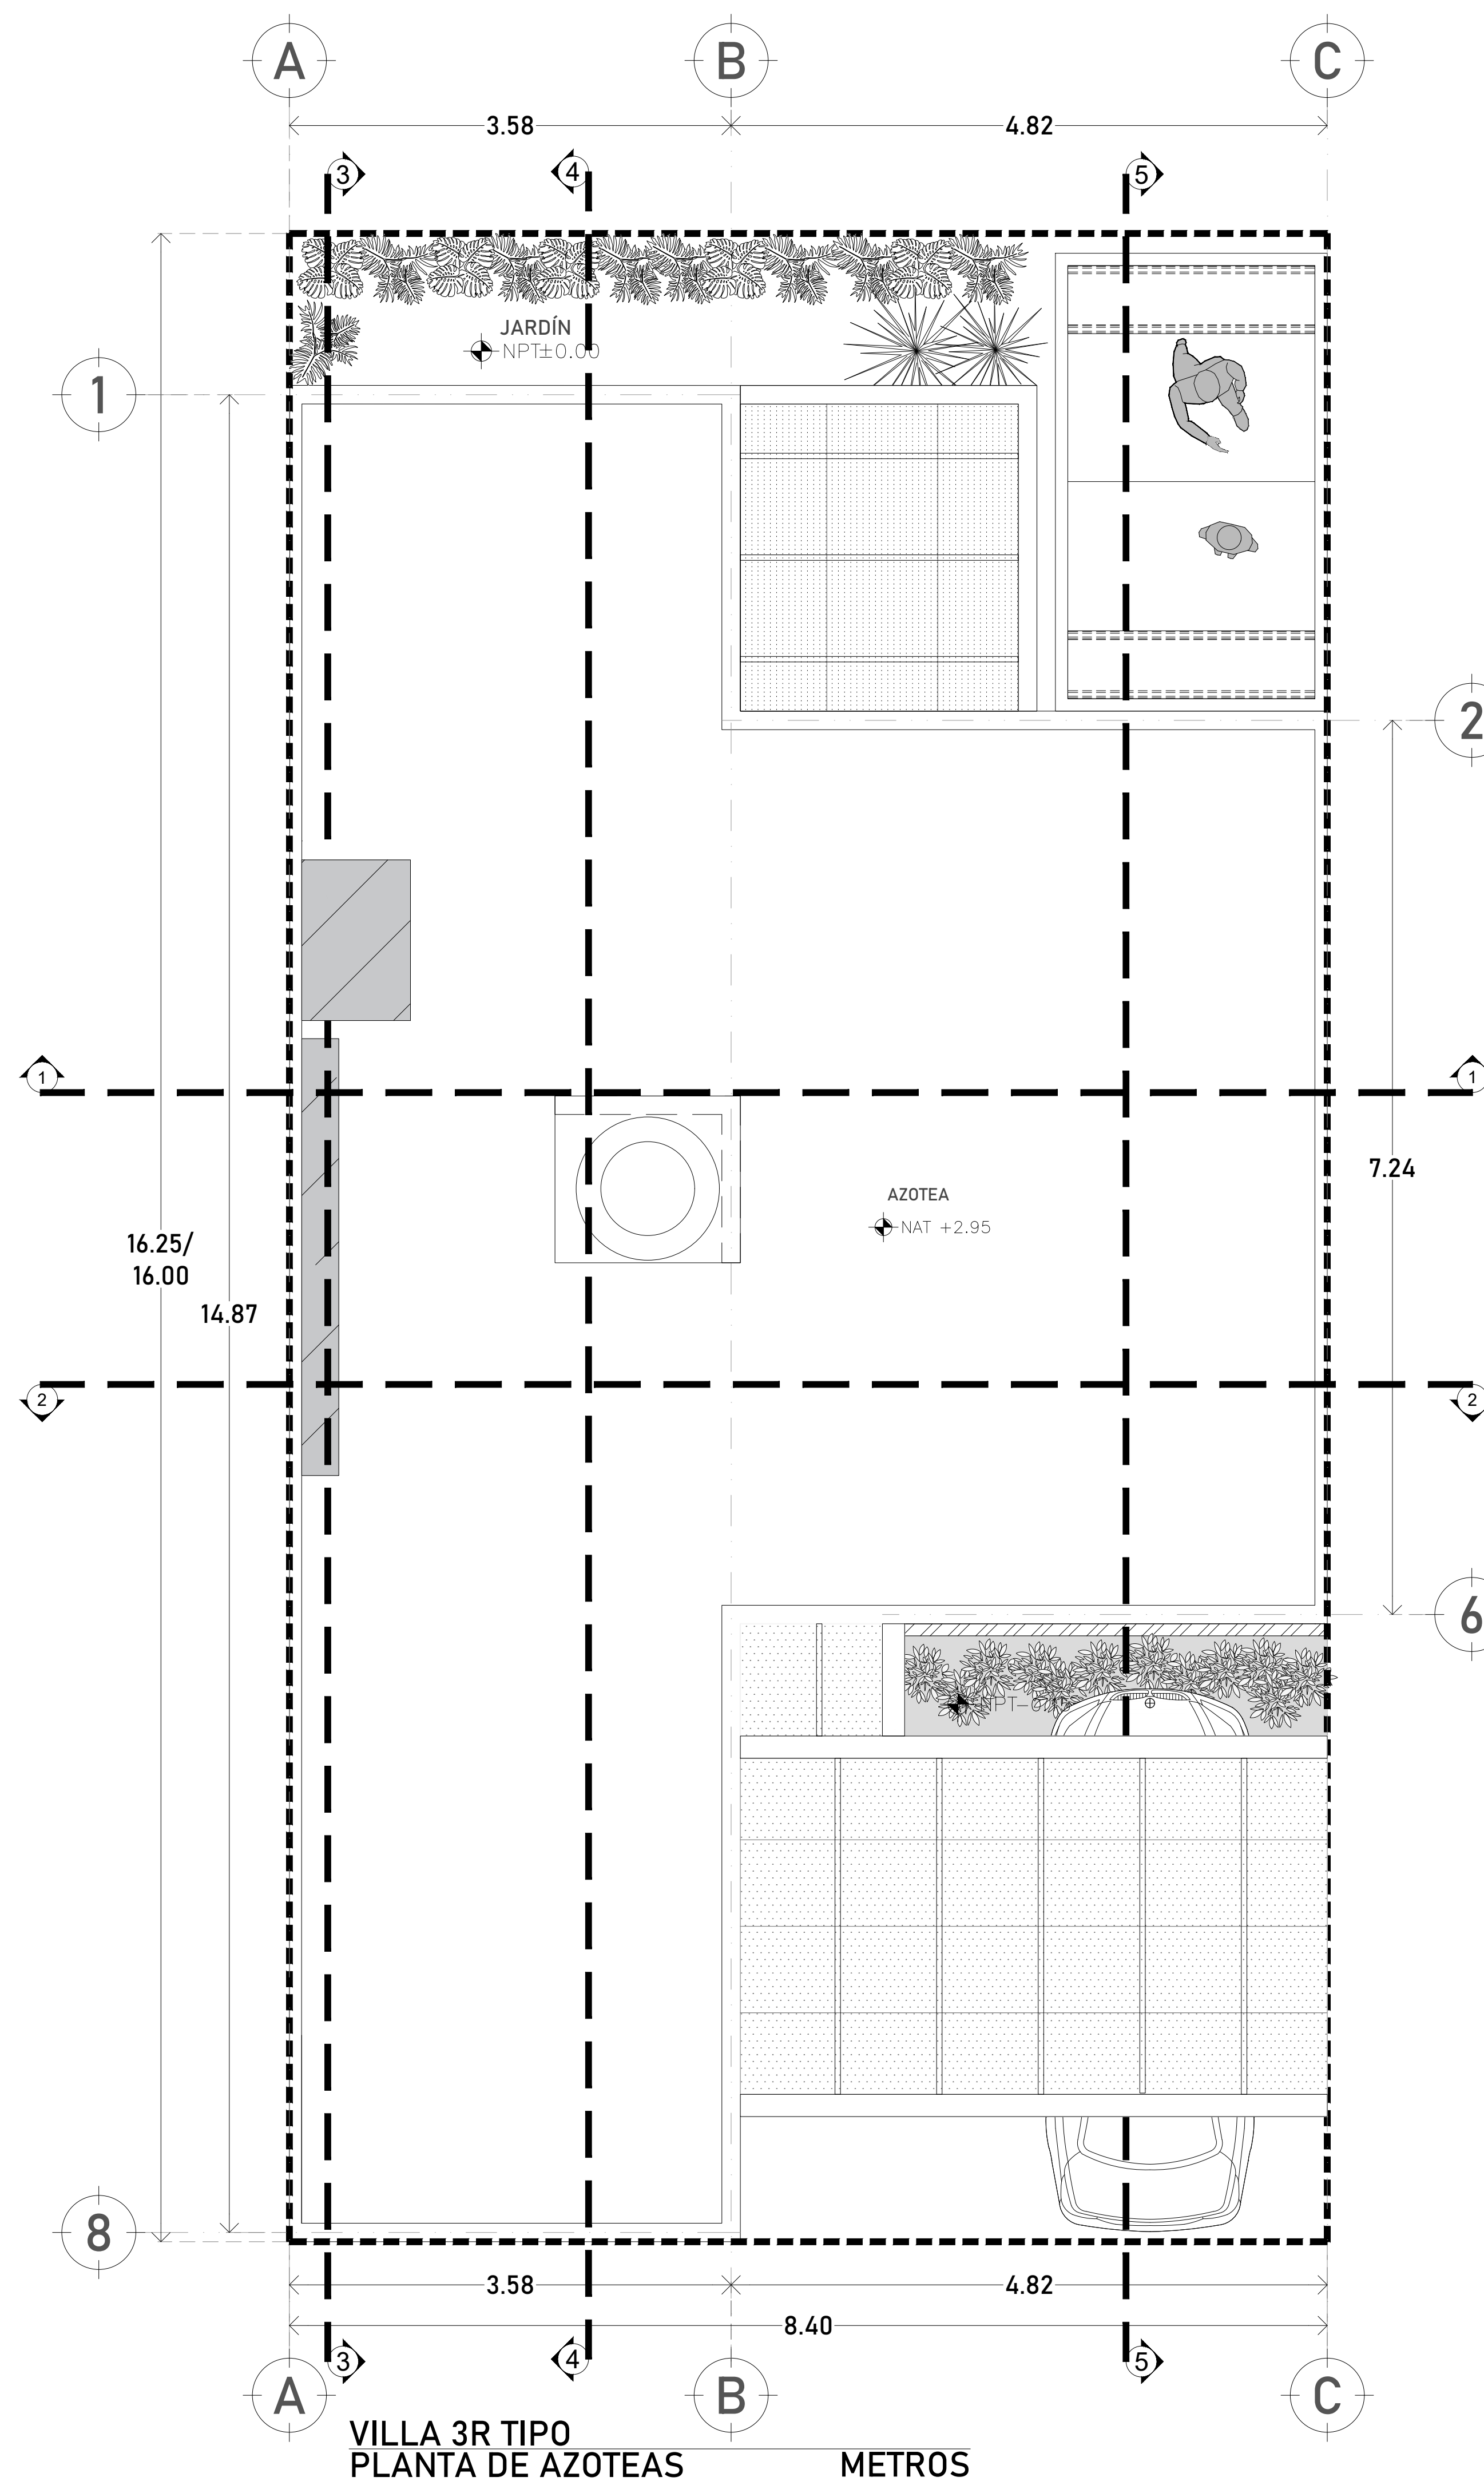 A B C
3.58 4.82
3 4 5
JARDÍN
NPT±0.00
1
2
1 1
AZOTEA
NAT +2.95
7.24
16.25/
16.00
14.87
2 2
6
8
3.58 4.82
8.40
3 4 5
A B C
VILLA 3R TIPO
PLANTA DE AZOTEAS METROS